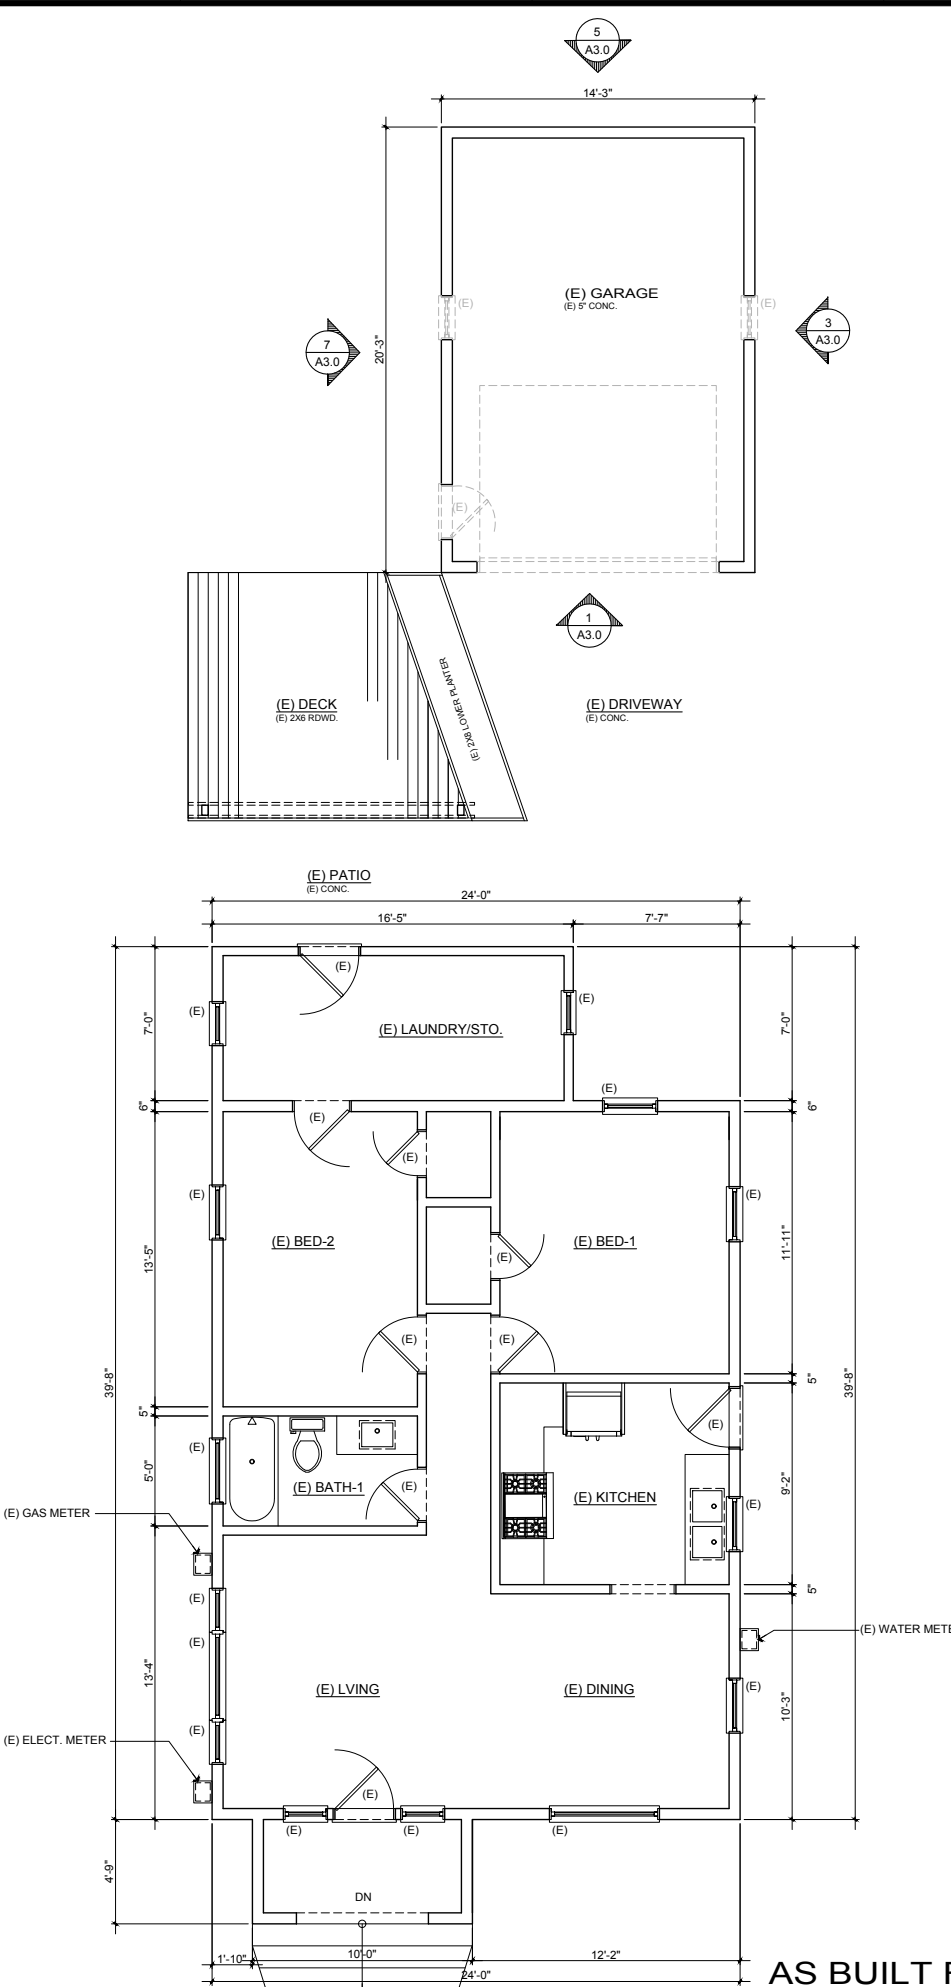 5
A3.0
14'-3"
20'-3"
(E) GARAGE
(E) 5" CONC.
(E)
(E)
7
A3.0
3
A3.0
(E)
1
A3.0
(E) DECK
(E) 2X6 RDWD.
(E) 2X8 LOWER PLANTER
(E) DRIVEWAY
(E) CONC.
(E) PATIO
(E) CONC.
24'-0"
16'-5"
7'-7"
(E)
(E)
(E)
7'-0"
(E) LAUNDRY/STO.
7'-0"
(E)
6"
6"
(E)
(E)
(E)
(E)
13'-5"
(E) BED-2
(E) BED-1
11'-11"
(E)
(E)
(E)
39'-8"
39'-8"
5"
5"
(E)
(E)
5'-0"
(E) BATH-1
(E)
(E) KITCHEN
9'-2"
(E)
(E) GAS METER
(E)
5"
(E)
(E) WATER METE
13'-4"
(E) LVING
(E) DINING
(E)
10'-3"
(E)
(E) ELECT. METER
(E)
(E)
(E)
(E)
4'-9"
DN
1'-10"
10'-0"
12'-2"
24'-0"
AS BUILT